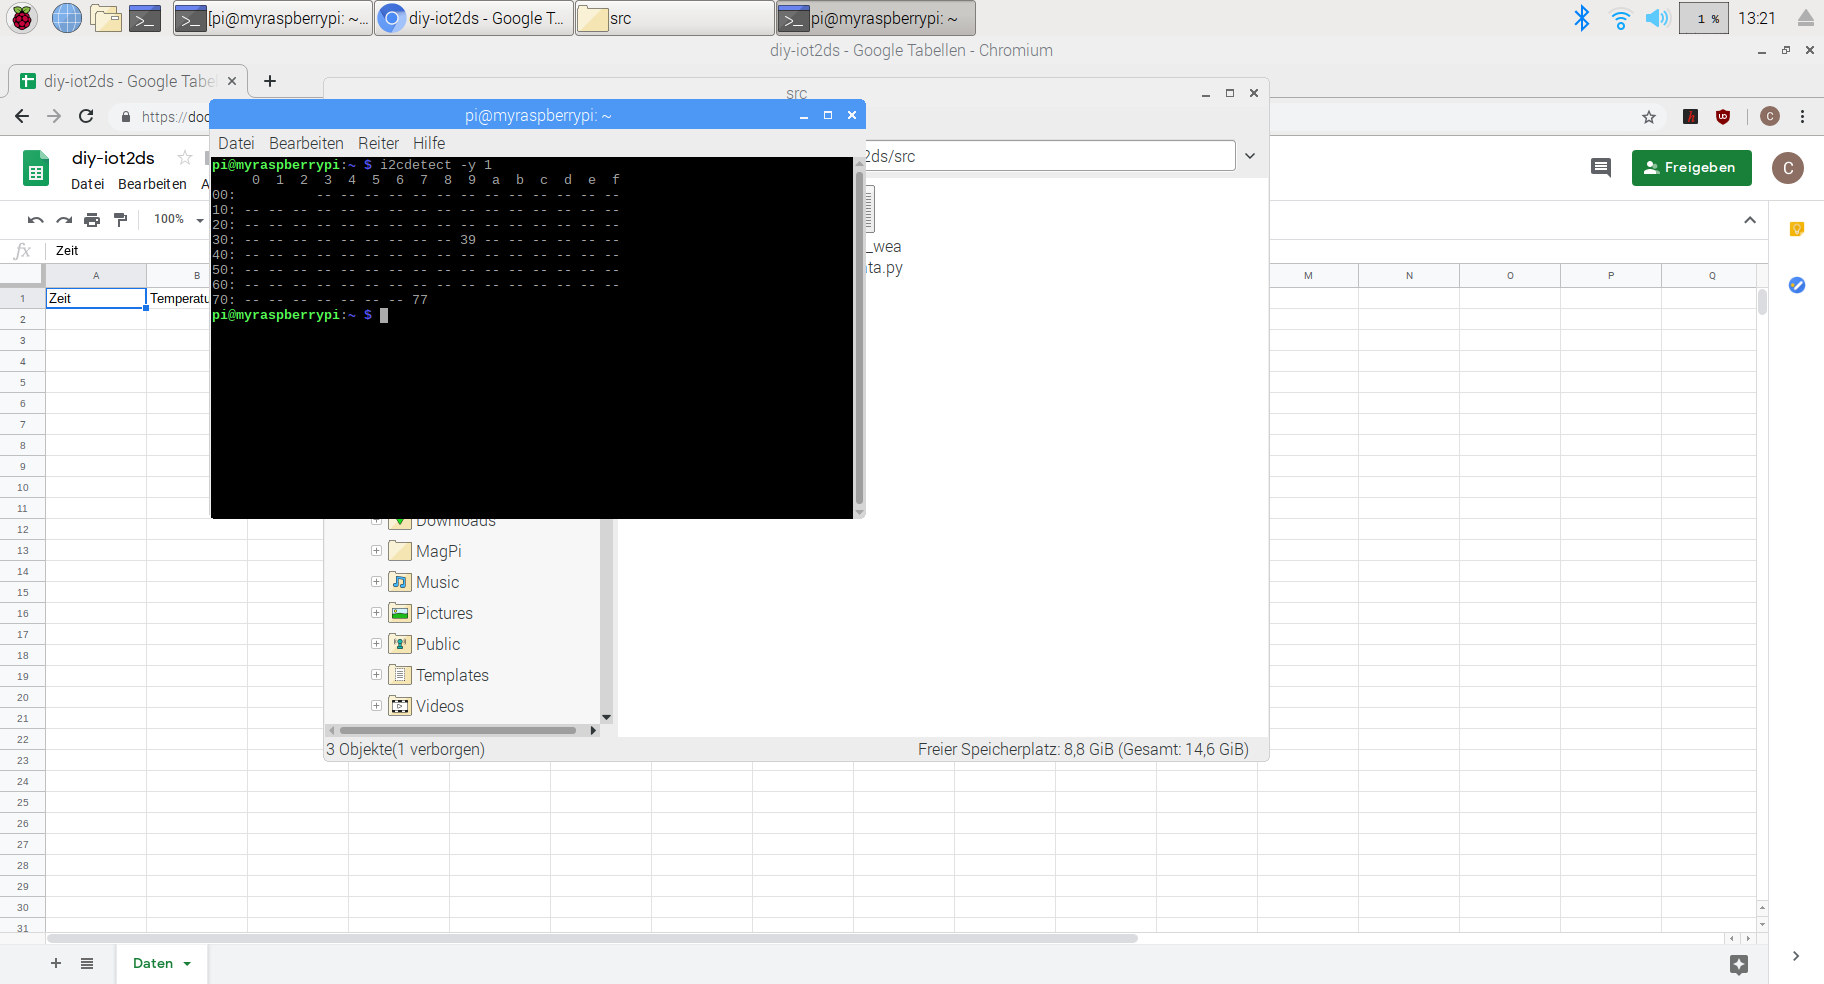 [pi@myraspberrypi: ~... diy-iot2ds - Google T... src pi@myraspberrypi: ~ 1 % 13:21
diy-iot2ds - Google Tabellen - Chromium
diy-iot2ds - Google Tabe
src
https://doc
pi@myraspberrypi: ~
Datei Bearbeiten Reiter Hilfe
2ds/src
diy-iot2ds
Datei Bearbeiten A
Freigeben
C
C
100%
fx Zeit
pi@myraspberrypi:~ $ i2cdetect -y 1
0 1 2 3 4 5 6 7 8 9 a b c d e f
00: -- -- -- -- -- -- -- -- -- -- -- -- --
10: -- -- -- -- -- -- -- -- -- -- -- -- -- -- -- --
20: -- -- -- -- -- -- -- -- -- -- -- -- -- -- -- --
30: -- -- -- -- -- -- -- -- -- 39 -- -- -- -- -- --
40: -- -- -- -- -- -- -- -- -- -- -- -- -- -- -- --
50: -- -- -- -- -- -- -- -- -- -- -- -- -- -- -- --
60: -- -- -- -- -- -- -- -- -- -- -- -- -- -- -- --
70: -- -- -- -- -- -- -- 77
pi@myraspberrypi:~ $
_wea
ta.py
A B M N O P Q
1 Zeit Temperatu
2
3
4
5
6
7
8
9
10
11
12
13
14
15
16
17
18
19
20
21
22
23
24
25
26
27
28
29
30
31
Downloads
MagPi
Music
Pictures
Public
Templates
Videos
3 Objekte(1 verborgen) Freier Speicherplatz: 8,8 GiB (Gesamt: 14,6 GiB)
Daten